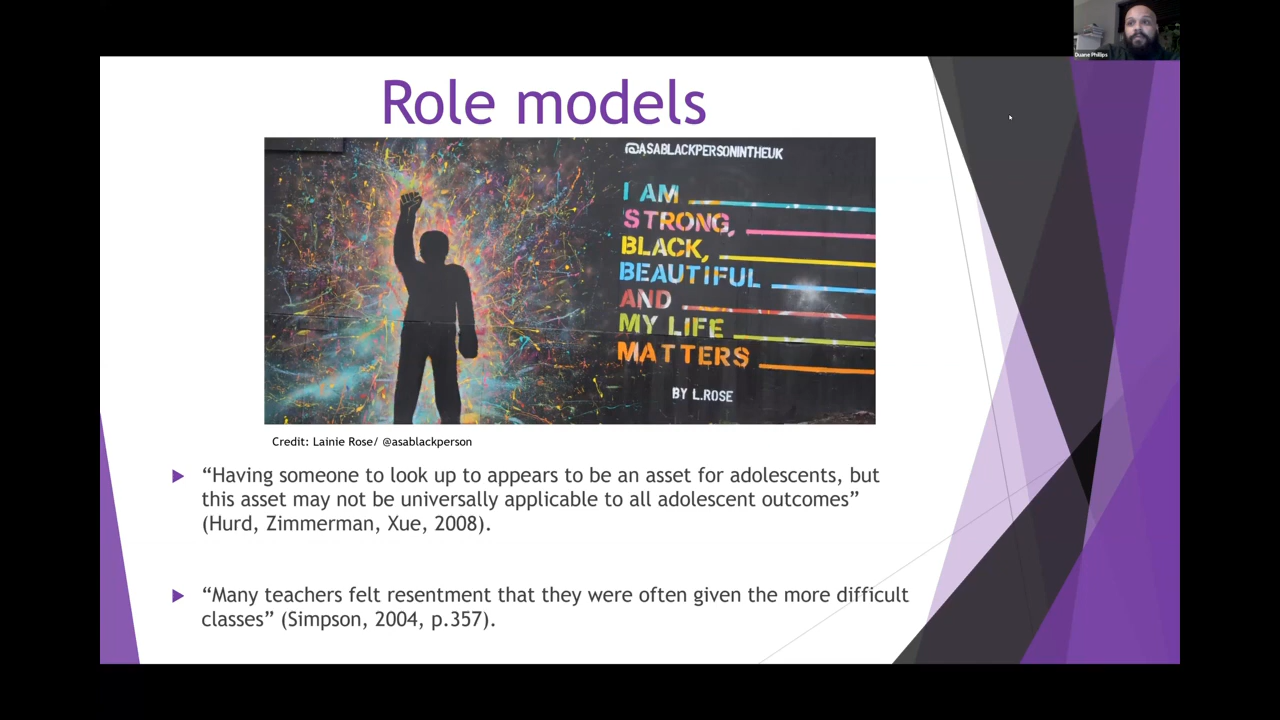 Duane Phillips
Role models
@ASABLACKPERSONINTHEUK
I AM
STRONG,
BLACK,
BEAUTIFUL
AND
MY LIFE
MATTERS
BY L.ROSE
Credit: Lainie Rose/ @asablackperson
“Having someone to look up to appears to be an asset for adolescents, but
this asset may not be universally applicable to all adolescent outcomes”
(Hurd, Zimmerman, Xue, 2008).
“Many teachers felt resentment that they were often given the more difficult
classes” (Simpson, 2004, p.357).